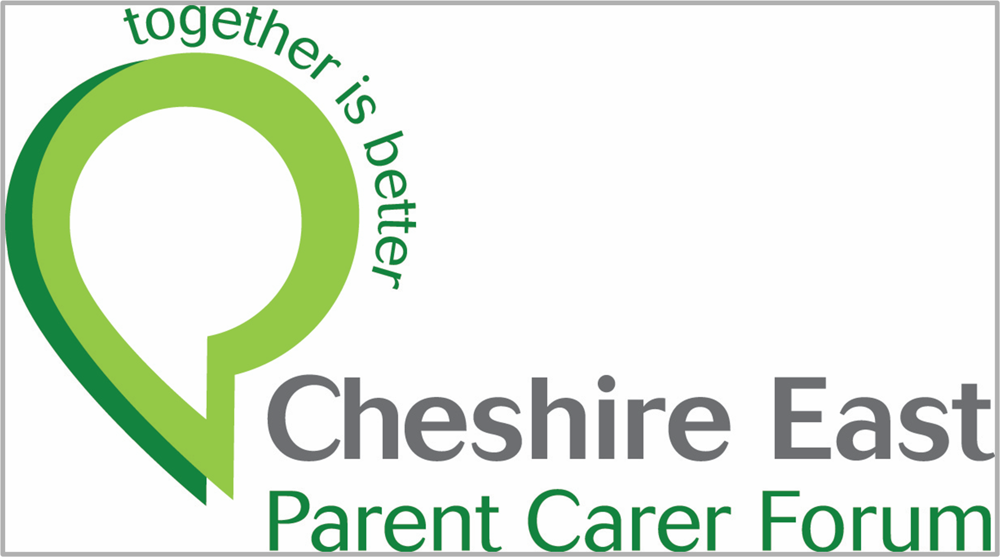 together is better
Cheshire East
Parent Carer Forum